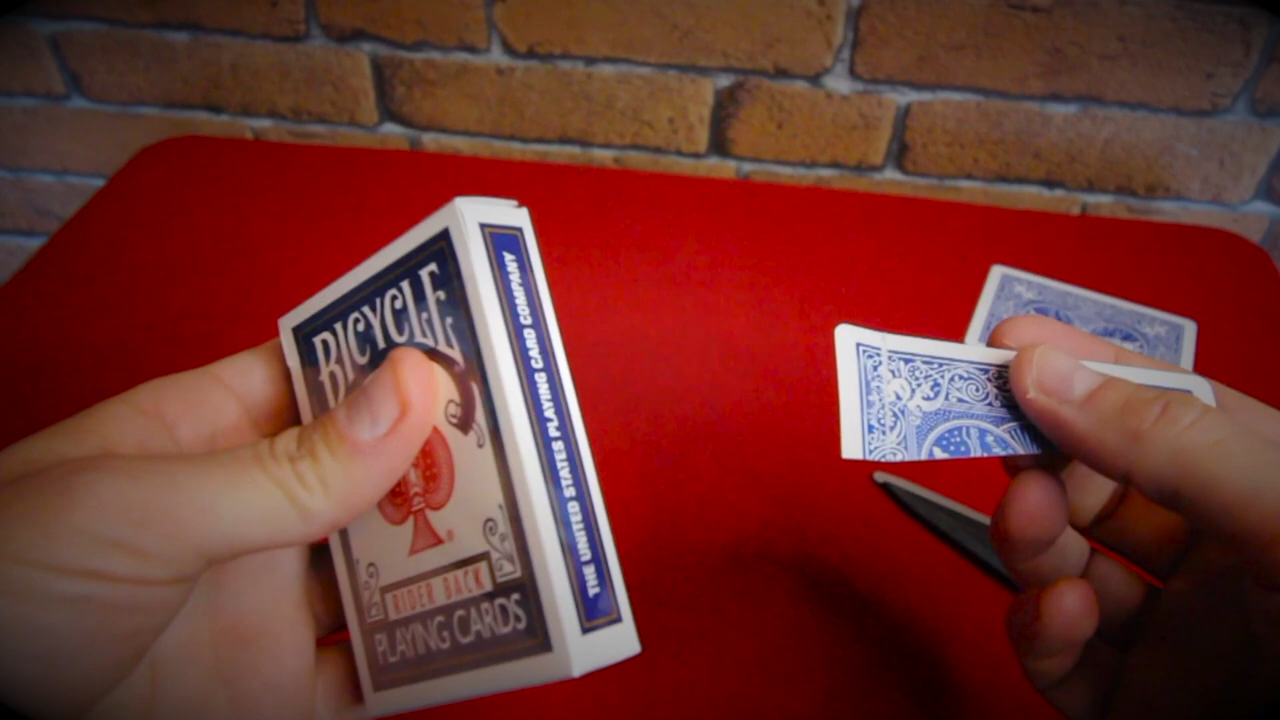 BICYCLE
®
RIDER BACK
PLAYING CARDS
THE UNITED STATES PLAYING CARD COMPANY